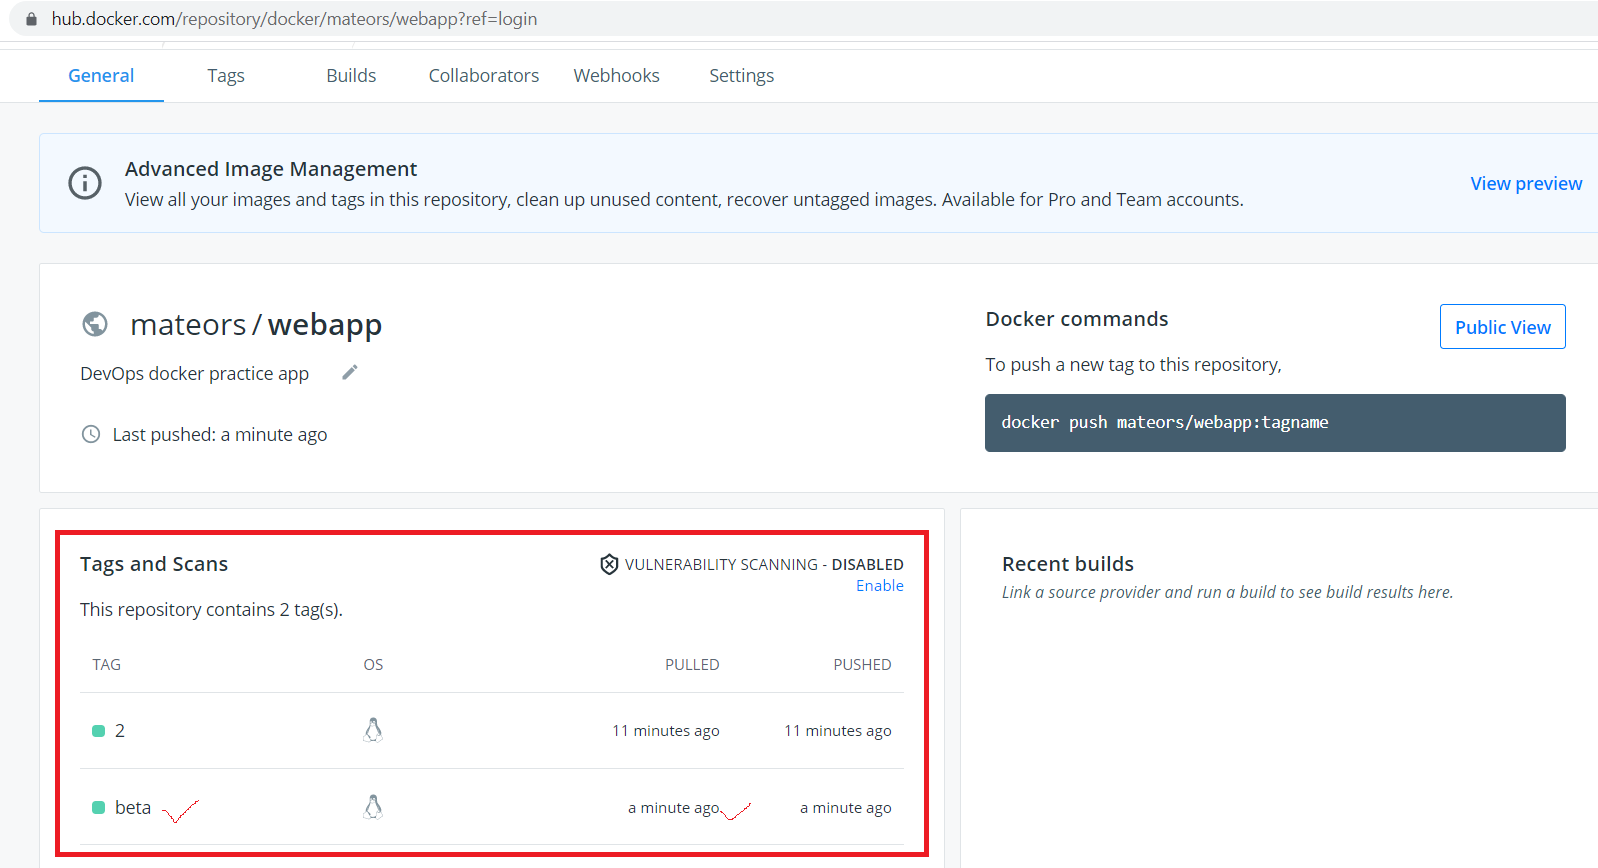 hub.docker.com/repository/docker/mateors/webapp?ref=login
General Tags Builds Collaborators Webhooks Settings
Advanced Image Management
View all your images and tags in this repository, clean up unused content, recover untagged images. Available for Pro and Team accounts.
View preview
mateors / webapp
DevOps docker practice app
Last pushed: a minute ago
Docker commands
Public View
To push a new tag to this repository,
docker push mateors/webapp:tagname
Tags and Scans
VULNERABILITY SCANNING - DISABLED
Enable
This repository contains 2 tag(s).
TAG OS PULLED PUSHED
2 11 minutes ago 11 minutes ago
beta a minute ago a minute ago
Recent builds
Link a source provider and run a build to see build results here.